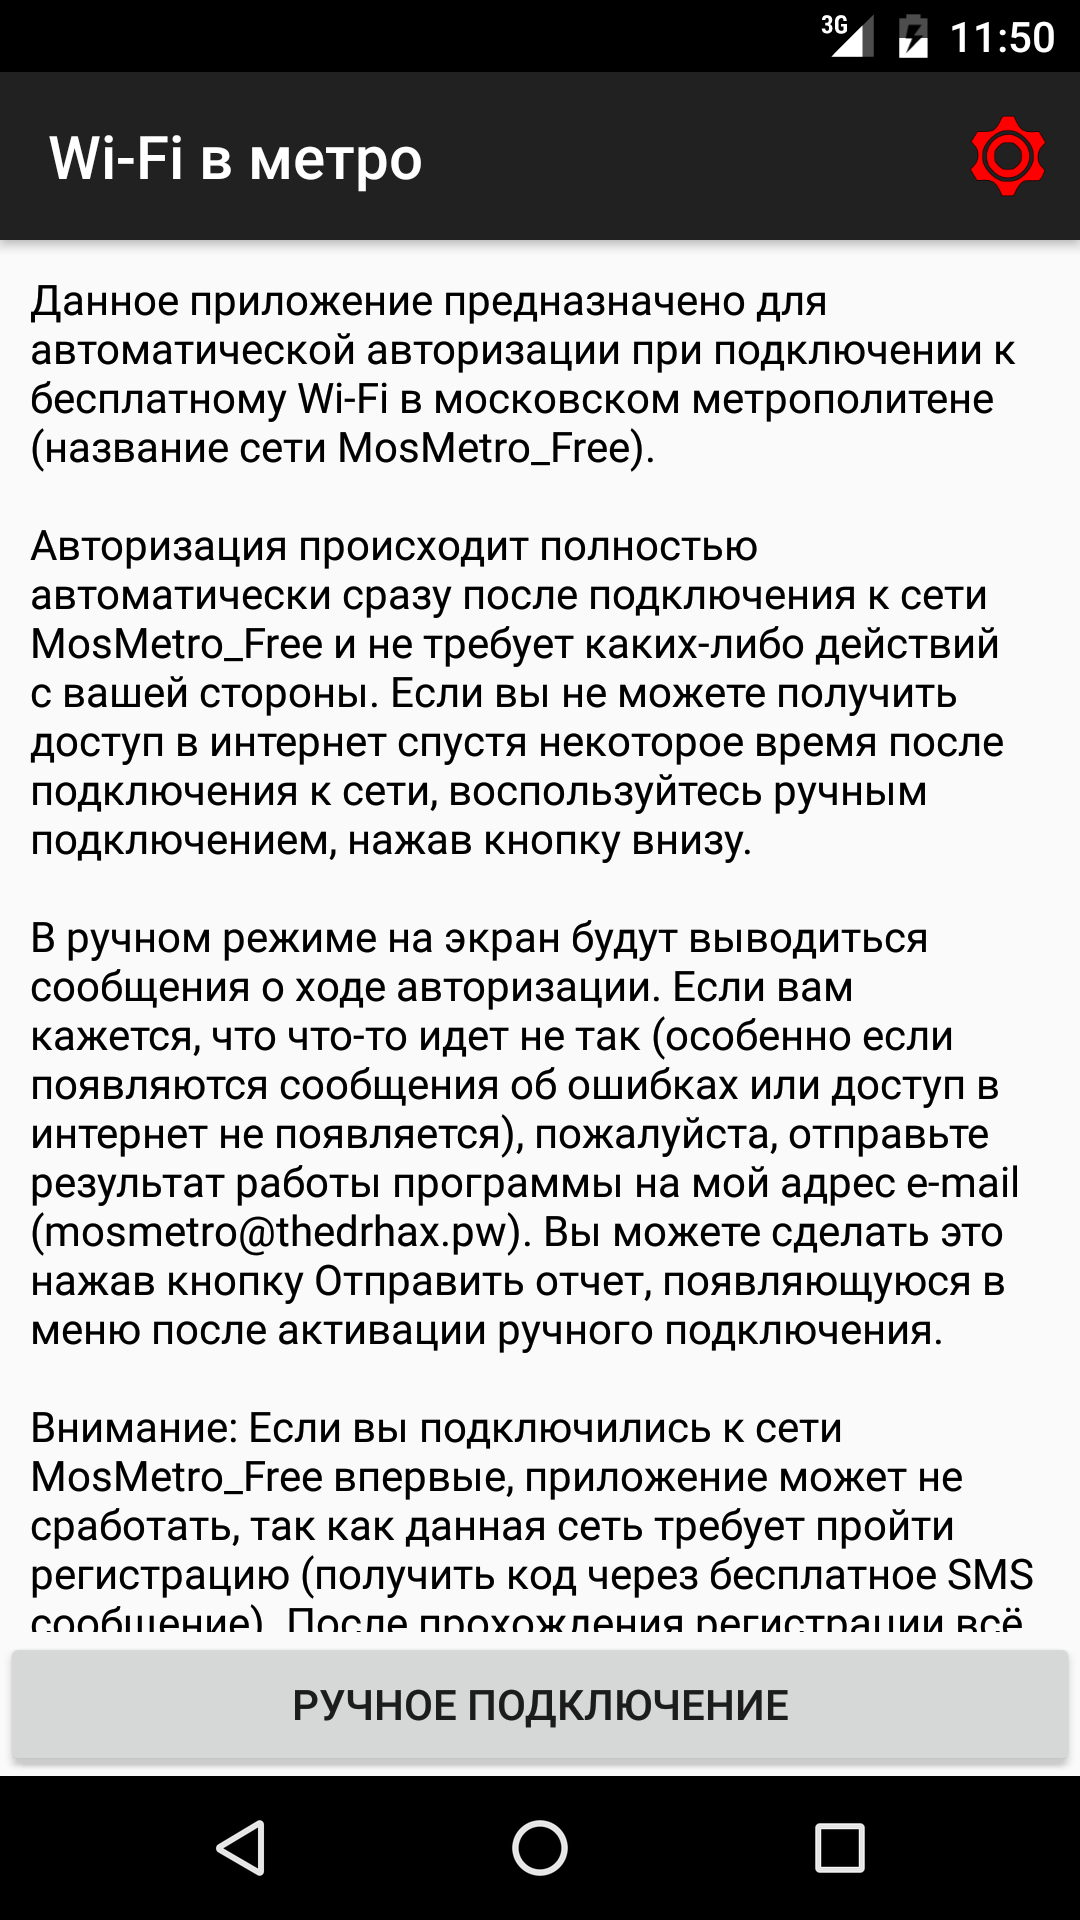 3G 11:50
Wi-Fi в метро
Данное приложение предназначено для
автоматической авторизации при подключении к
бесплатному Wi-Fi в московском метрополитене
(название сети MosMetro_Free).
Авторизация происходит полностью
автоматически сразу после подключения к сети
MosMetro_Free и не требует каких-либо действий
с вашей стороны. Если вы не можете получить
доступ в интернет спустя некоторое время после
подключения к сети, воспользуйтесь ручным
подключением, нажав кнопку внизу.
В ручном режиме на экран будут выводиться
сообщения о ходе авторизации. Если вам
кажется, что что-то идет не так (особенно если
появляются сообщения об ошибках или доступ в
интернет не появляется), пожалуйста, отправьте
результат работы программы на мой адрес e-mail
(mosmetro@thedrhax.pw). Вы можете сделать это
нажав кнопку Отправить отчет, появляющуюся в
меню после активации ручного подключения.
Внимание: Если вы подключились к сети
MosMetro_Free впервые, приложение может не
сработать, так как данная сеть требует пройти
регистрацию (получить код через бесплатное SMS
сообщение). После прохождения регистрации всё
РУЧНОЕ ПОДКЛЮЧЕНИЕ